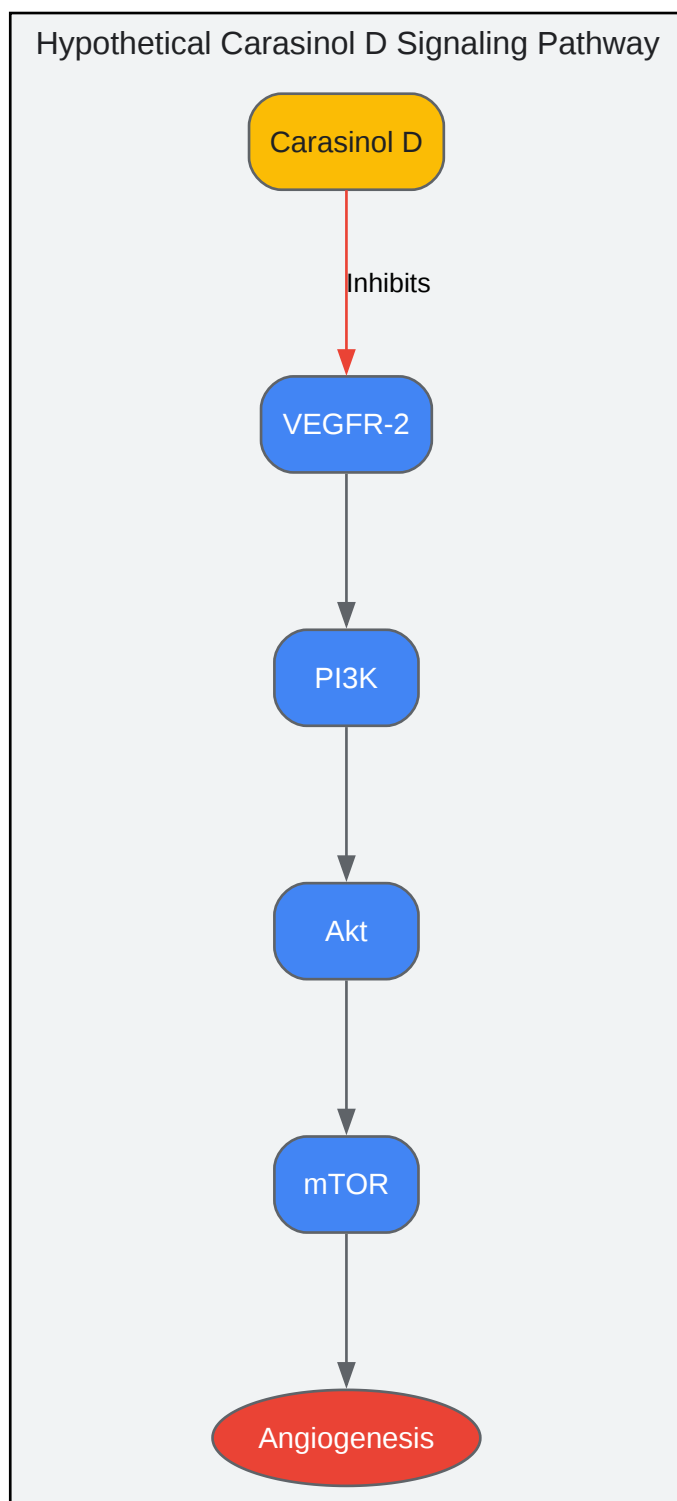 Hypothetical Carasinol D Signaling Pathway
Carasinol D
Inhibits
VEGFR-2
PI3K
Akt
mTOR
Angiogenesis